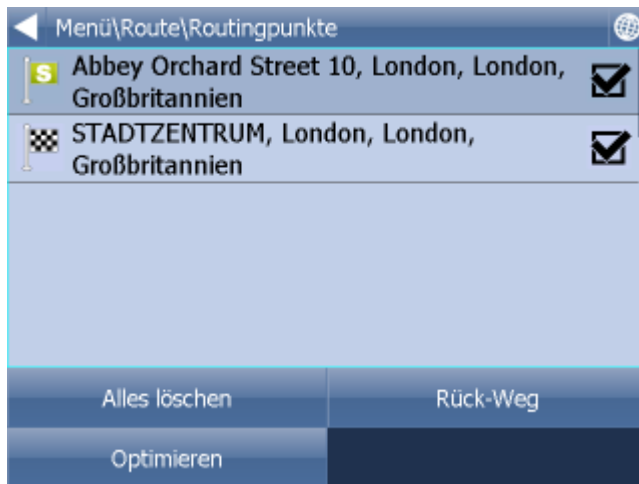 Menü\Route\Routingpunkte
S
Abbey Orchard Street 10, London, London,
Großbritannien
STADTZENTRUM, London, London,
Großbritannien
Alles löschen
Rück-Weg
Optimieren